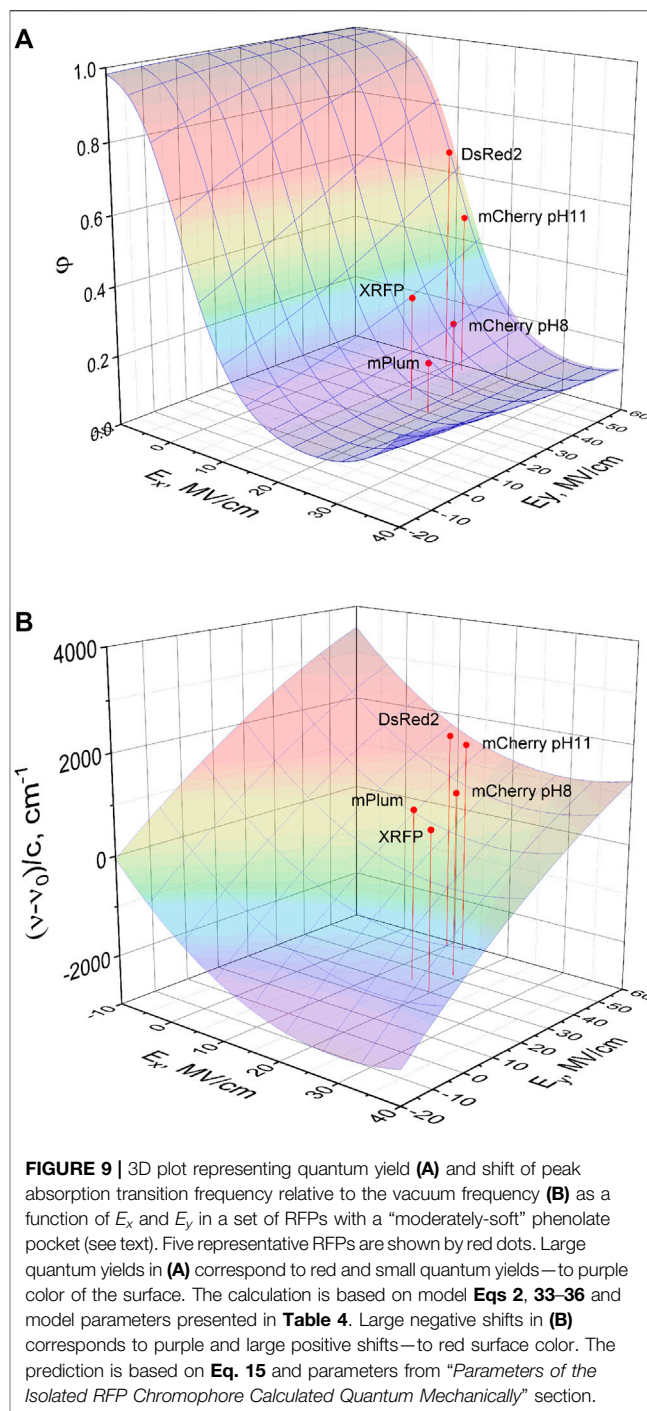 A
1.0
0.8
0.6
0.4
0.2
0.0
φ
DsRed2
mCherry pH11
XRFP
mCherry pH8
mPlum
0
10
20
30
40
Ex, MV/cm
-20
-10
0
10
20
30
40
50
60
Ey, MV/cm
B
4000
2000
0
-2000
(ν-ν0)/c, cm-1
DsRed2
mCherry pH11
mPlum
mCherry pH8
XRFP
-10
0
10
20
30
40
Ex, MV/cm
-20
-10
0
10
20
30
40
50
60
Ey, MV/cm
FIGURE 9 | 3D plot representing quantum yield (A) and shift of peak
absorption transition frequency relative to the vacuum frequency (B) as a
function of Ex and Ey in a set of RFPs with a “moderately-soft” phenolate
pocket (see text). Five representative RFPs are shown by red dots. Large
quantum yields in (A) correspond to red and small quantum yields—to purple
color of the surface. The calculation is based on model Eqs 2, 33–36 and
model parameters presented in Table 4. Large negative shifts in (B)
corresponds to purple and large positive shifts—to red surface color. The
prediction is based on Eq. 15 and parameters from “Parameters of the
Isolated RFP Chromophore Calculated Quantum Mechanically” section.